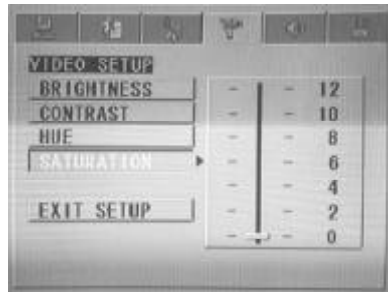 VIDEO SETUP
BRIGHTNESS
CONTRAST
HUE
SATURATION
EXIT SETUP
12
10
8
6
4
2
0